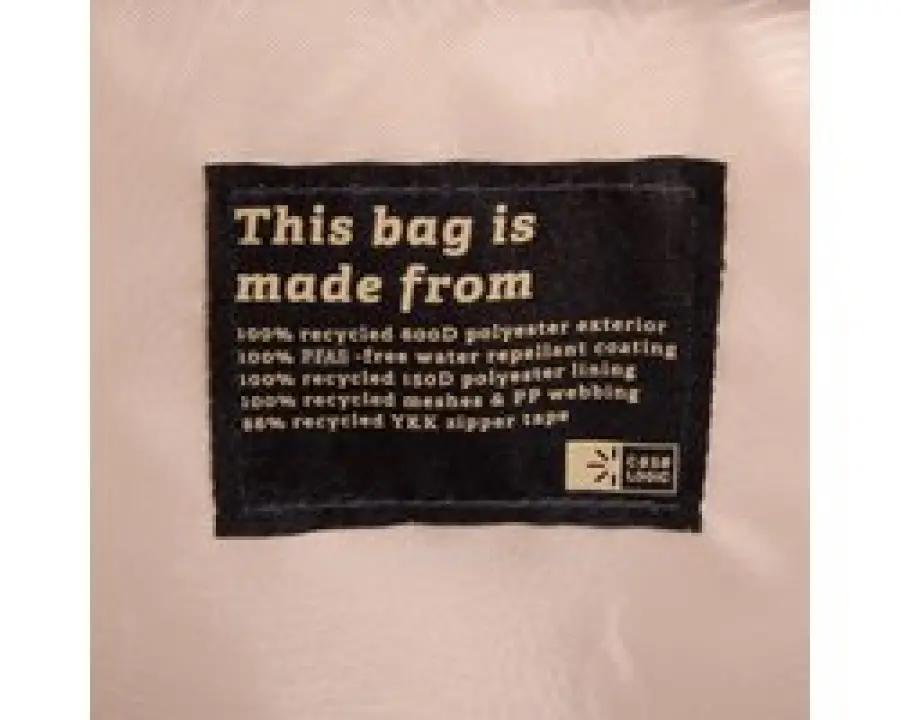 This bag is
made from
100% recycled 600D polyester exterior
100% PFAS -free water repellant coating
100% recycled 150D polyester lining
100% recycled meshes & PP webbing
recycled YKK zipper tape
case
LOGIC